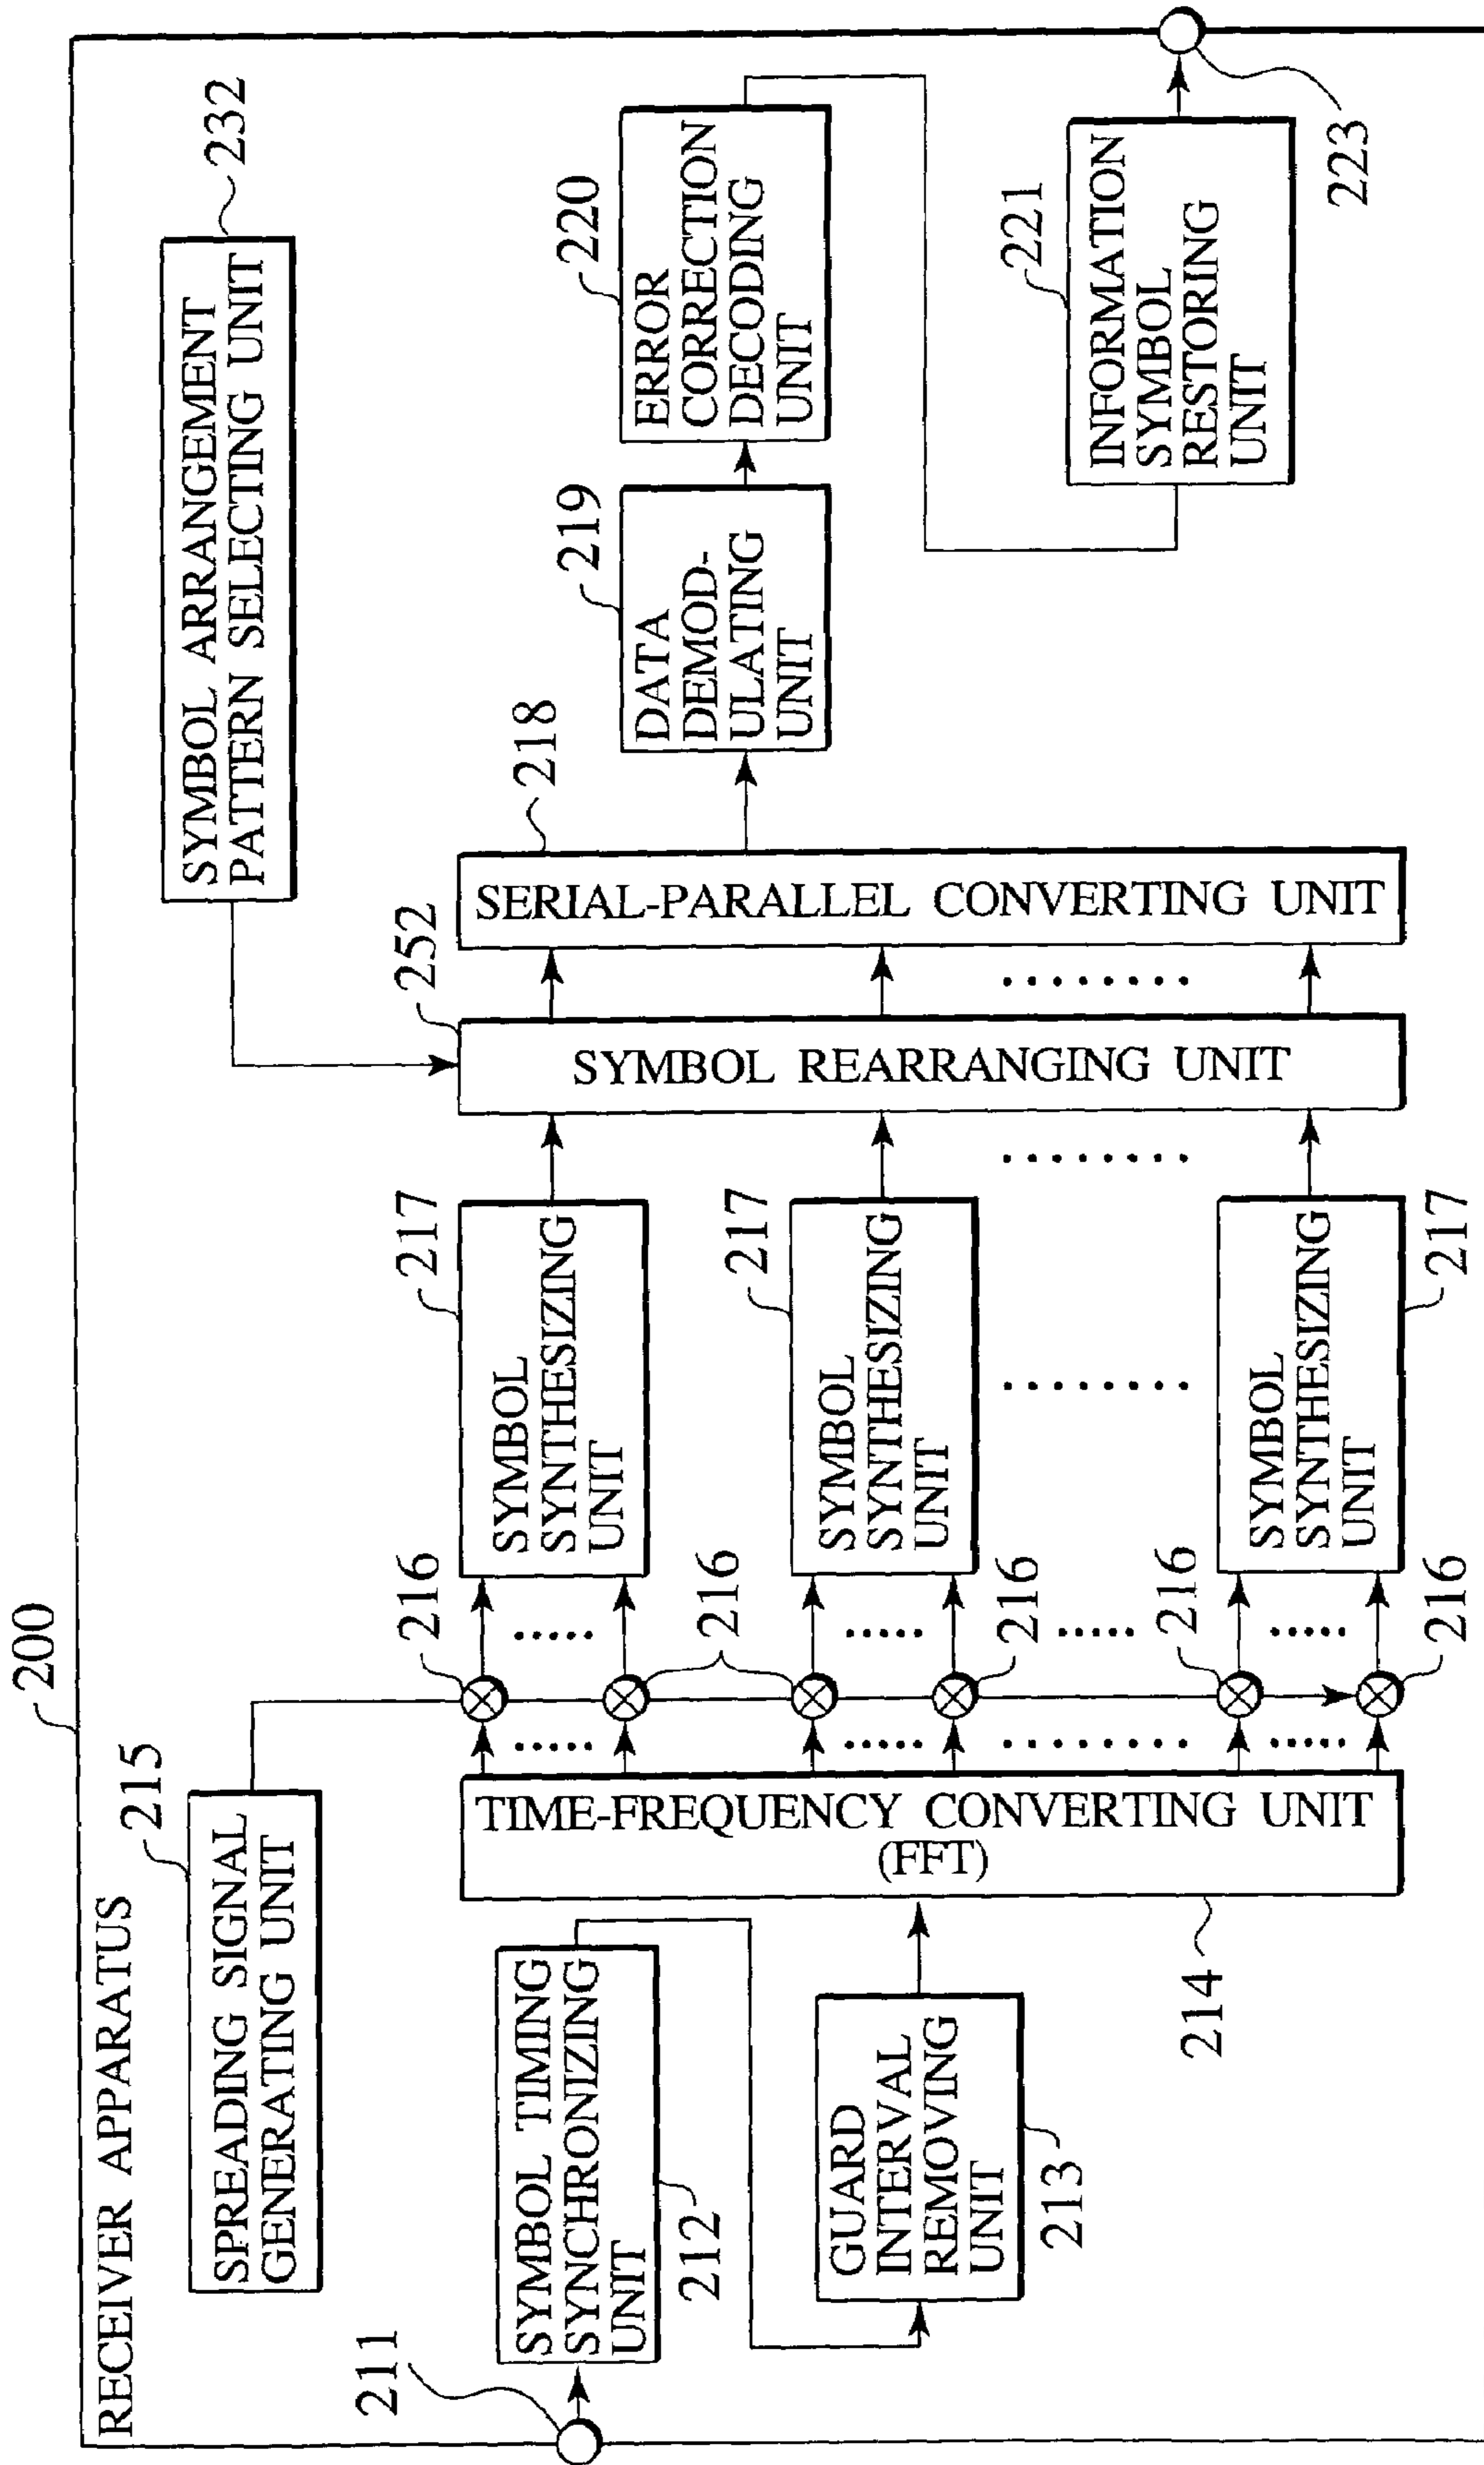 200
RECEIVER APPARATUS
215
SPREADING SIGNAL
GENERATING UNIT
232
SYMBOL ARRANGEMENT
PATTERN SELECTING UNIT
211
SYMBOL TIMING
SYNCHRONIZING
UNIT
212
GUARD
INTERVAL
REMOVING
UNIT
213
TIME-FREQUENCY CONVERTING UNIT
(FFT)
214
216
216
216
216
216
217
SYMBOL
SYNTHESIZING
UNIT
217
SYMBOL
SYNTHESIZING
UNIT
SYMBOL
SYNTHESIZING
UNIT
217
252
SYMBOL REARRANGING UNIT
218
SERIAL-PARALLEL CONVERTING UNIT
219
DATA
DEMOD-
ULATING
UNIT
220
ERROR
CORRECTION
DECODING
UNIT
221
INFORMATION
SYMBOL
RESTORING
UNIT
223